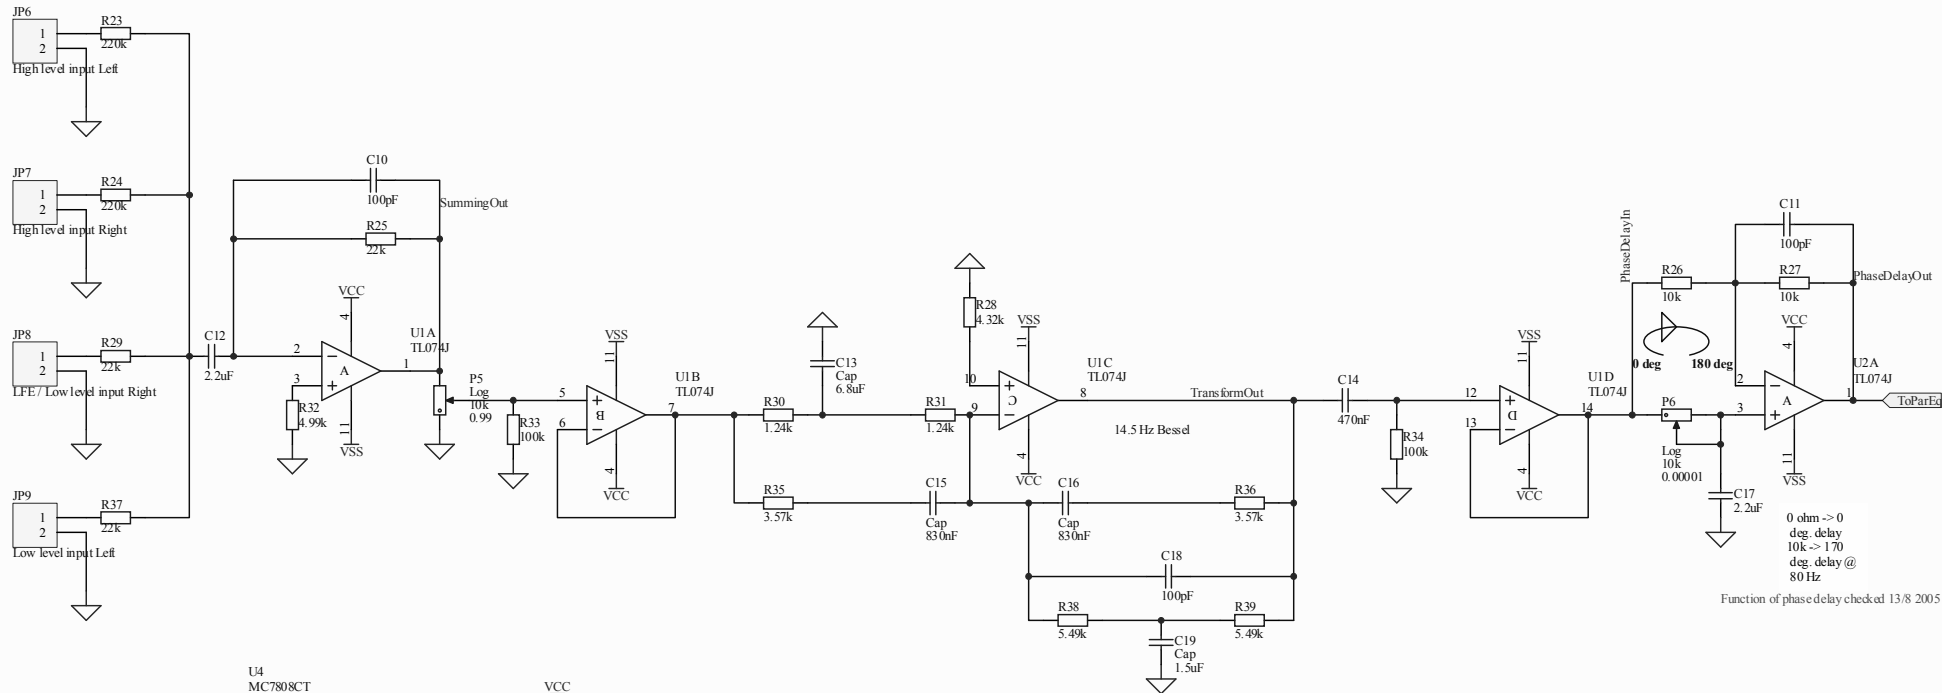 JP6
1
2
R23
220k
High level input Left
JP7
1
2
R24
220k
High level input Right
JP8
1
2
R29
22k
LFE / Low level input Right
JP9
1
2
R37
22k
Low level input Left
C12
2.2uF
C10
100pF
R25
22k
SummingOut
VCC
4
2
3
A
1
11
VSS
U1A
TL074J
R32
4.99k
P5
Log
10k
0.99
R33
100k
VSS
11
5
6
B
7
4
VCC
U1B
TL074J
R30
1.24k
C13
Cap
6.8uF
R31
1.24k
R35
3.57k
C15
Cap
830nF
R28
4.32k
VSS
11
10
9
C
8
4
VCC
U1C
TL074J
14.5 Hz Bessel
TransformOut
C16
Cap
830nF
R36
3.57k
C18
100pF
R38
5.49k
R39
5.49k
C19
Cap
1.5uF
C14
470nF
R34
100k
VSS
11
12
13
D
14
4
VCC
U1D
TL074J
PhaseDelayIn
R26
10k
C11
100pF
R27
10k
PhaseDelayOut
0 deg
180 deg
P6
Log
10k
0.00001
VCC
4
2
3
A
1
11
VSS
U2A
TL074J
ToParEq
C17
2.2uF
0 ohm -> 0
deg. delay
10k -> 170
deg. delay @
80 Hz
Function of phase delay checked 13/8 2005
U4
MC7808CT
VCC